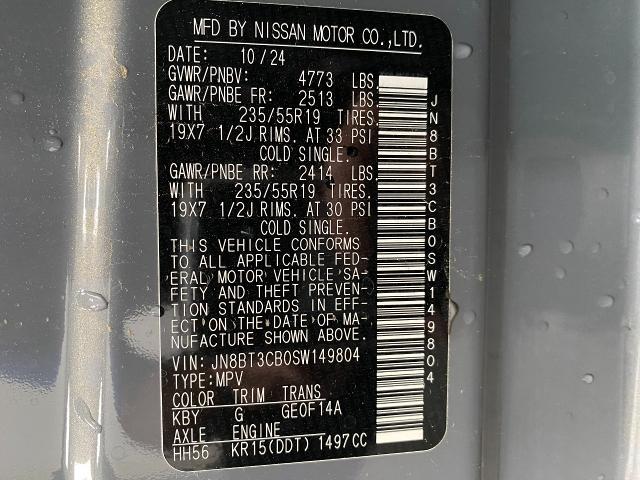 MFD BY NISSAN MOTOR CO.,LTD.
DATE: 10/24
GVWR/PNBV: 4773 LBS.
GAWR/PNBE FR: 2513 LBS.
WITH 235/55R19 TIRES.
19X7 1/2J RIMS. AT 33 PSI
COLD SINGLE.
GAWR/PNBE RR: 2414 LBS.
WITH 235/55R19 TIRES.
19X7 1/2J RIMS. AT 30 PSI
COLD SINGLE.
THIS VEHICLE CONFORMS
TO ALL APPLICABLE FED-
ERAL MOTOR VEHICLE SA-
FETY AND THEFT PREVEN-
TION STANDARDS IN EFF-
ECT ON THE DATE OF MA-
NUFACTURE SHOWN ABOVE.
VIN: JN8BT3CB0SW149804
TYPE: MPV
COLOR TRIM TRANS
KBY G GE0F14A
AXLE ENGINE
HH56 KR15(DDT) 1497CC
JN8BT3CB0SW149804